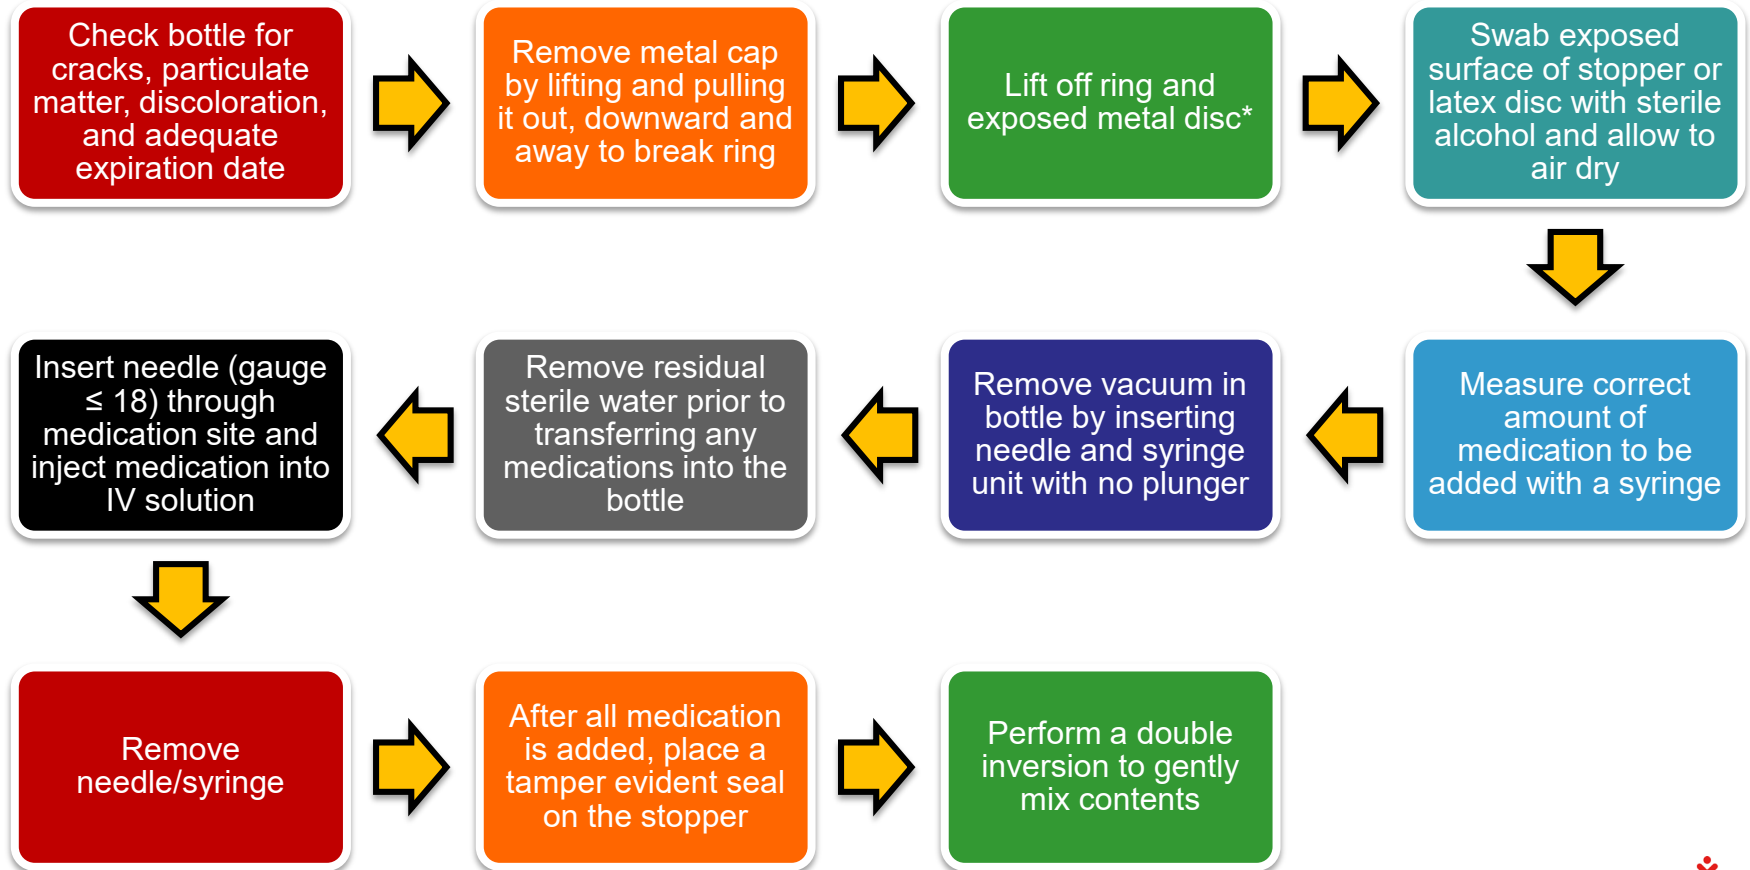 Check bottle for
cracks, particulate
matter, discoloration,
and adequate
expiration date
Remove metal cap
by lifting and pulling
it out, downward and
away to break ring
Lift off ring and
exposed metal disc*
Swab exposed
surface of stopper or
latex disc with sterile
alcohol and allow to
air dry
Measure correct
amount of
medication to be
added with a syringe
Remove vacuum in
bottle by inserting
needle and syringe
unit with no plunger
Remove residual
sterile water prior to
transferring any
medications into the
bottle
Insert needle (gauge
≤ 18) through
medication site and
inject medication into
IV solution
Remove
needle/syringe
After all medication
is added, place a
tamper evident seal
on the stopper
Perform a double
inversion to gently
mix contents